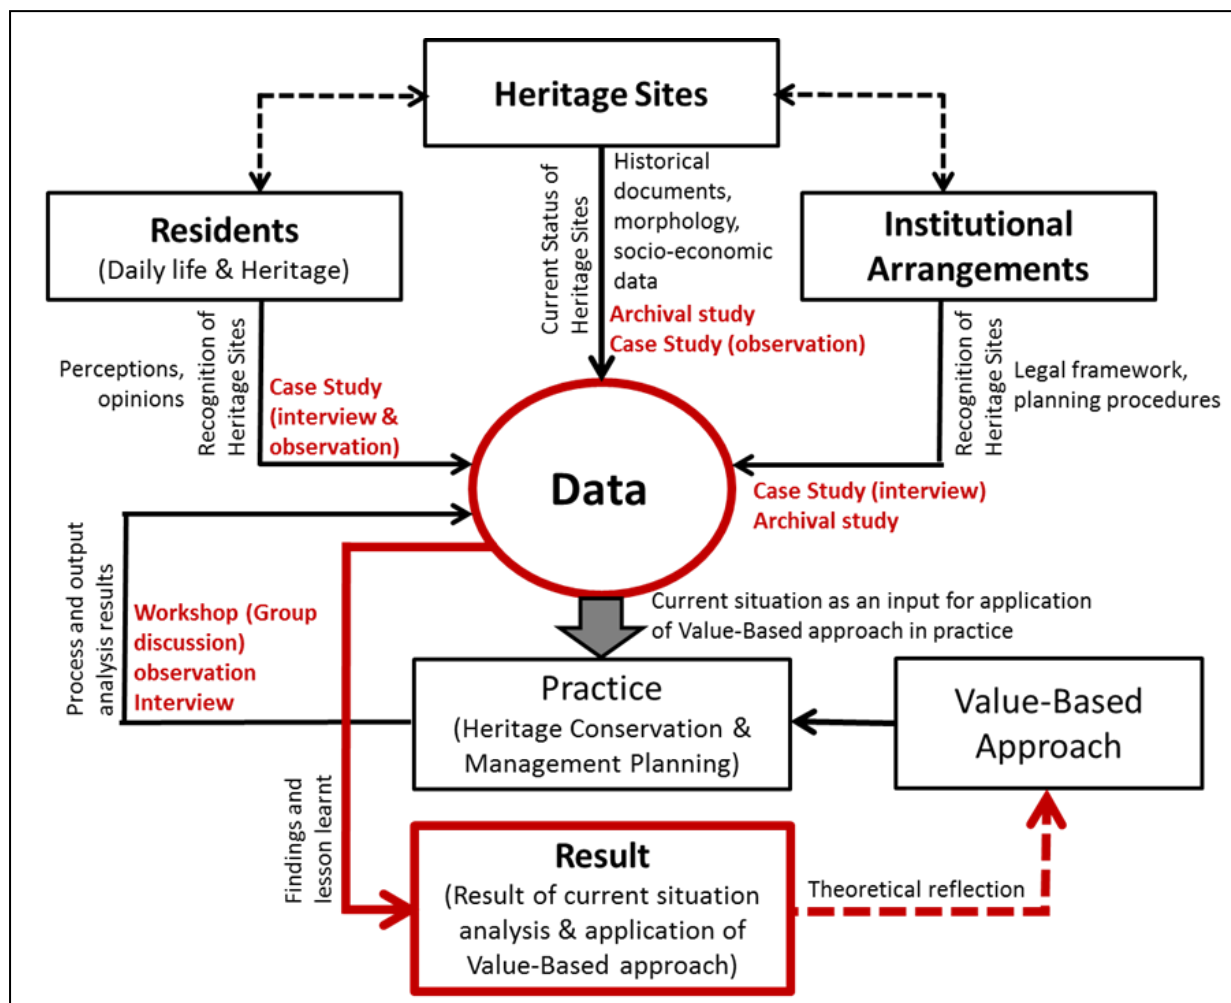 Heritage Sites
Residents
(Daily life & Heritage)
Current Status of
Heritage Sites
Historical
documents,
morphology,
socio-economic
data
Archival study
Case Study (observation)
Institutional
Arrangements
Perceptions,
opinions
Recognition of
Heritage Sites
Case Study
(interview &
observation)
Recognition of
Heritage Sites
Legal framework,
planning procedures
Data
Case Study (interview)
Archival study
Process and output
analysis results
Workshop (Group
discussion)
observation
Interview
Current situation as an input for application
of Value-Based approach in practice
Practice
(Heritage Conservation &
Management Planning)
Value-Based
Approach
Findings and
lesson learnt
Result
(Result of current situation
analysis & application of
Value-Based approach)
Theoretical reflection